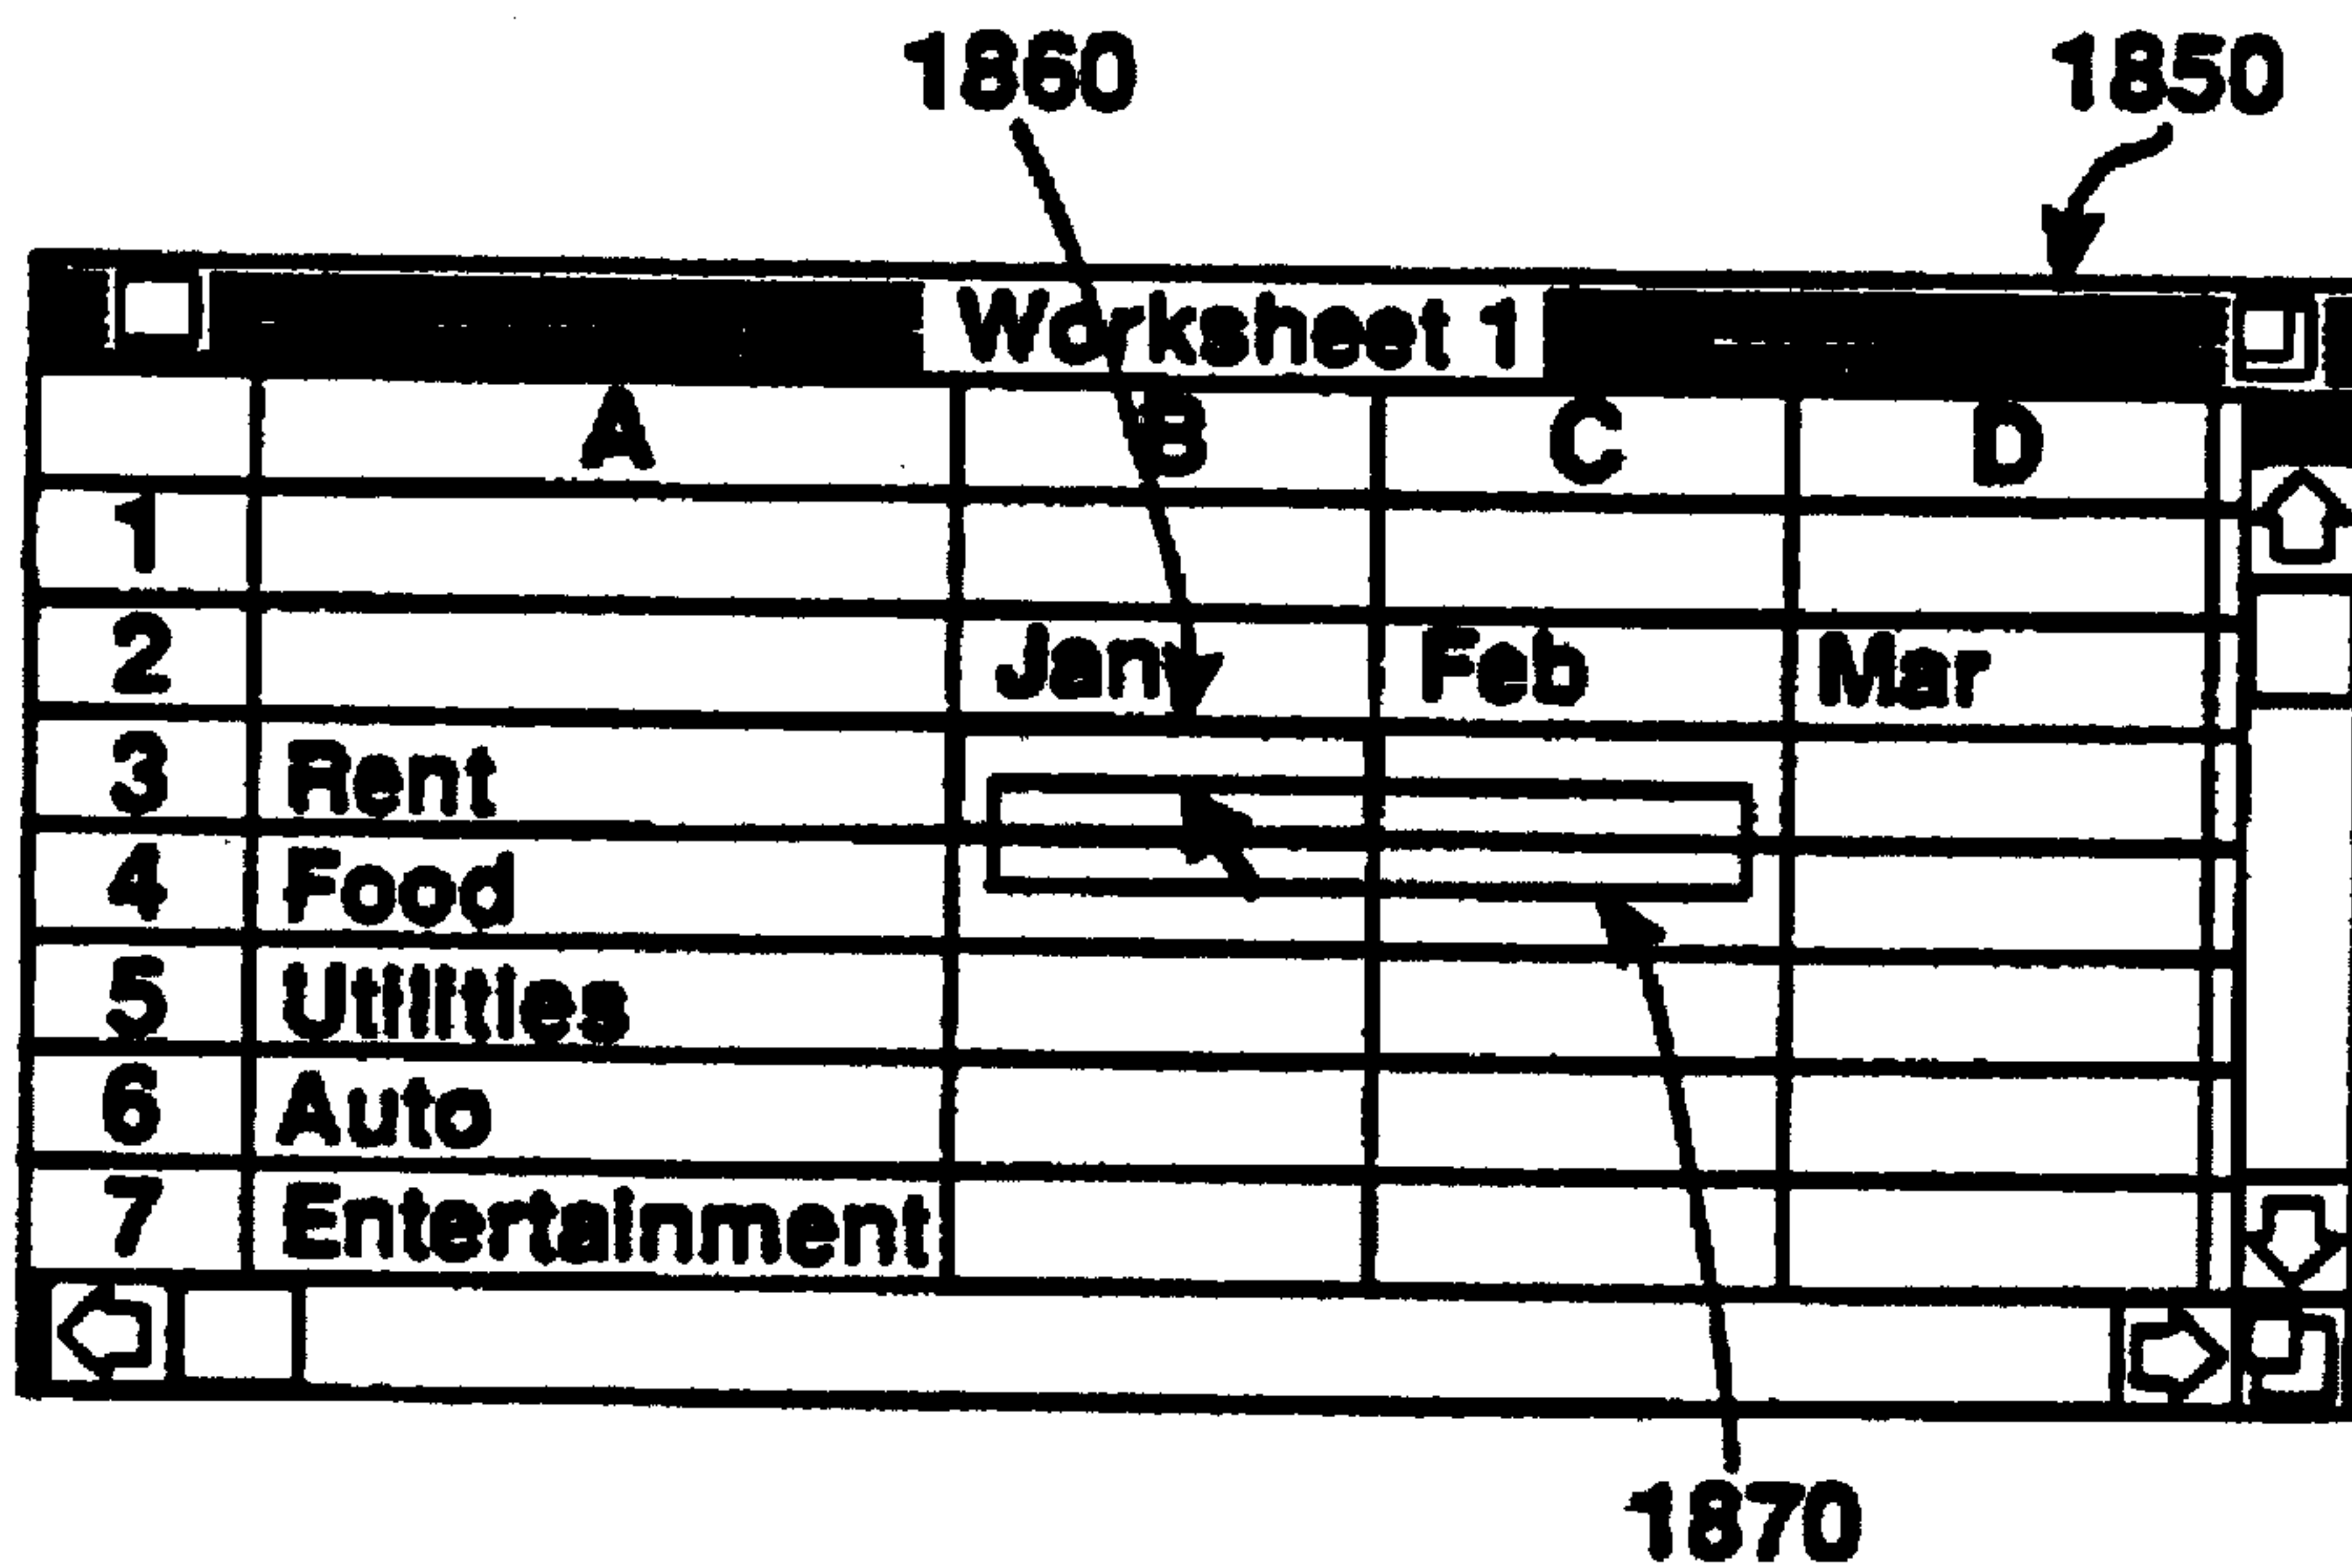 1860 1850
Worksheet 1
A B C D
1
2 Jan Feb Mar
3 Rent
4 Food
5 Utilities
6 Auto
7 Entertainment
1870